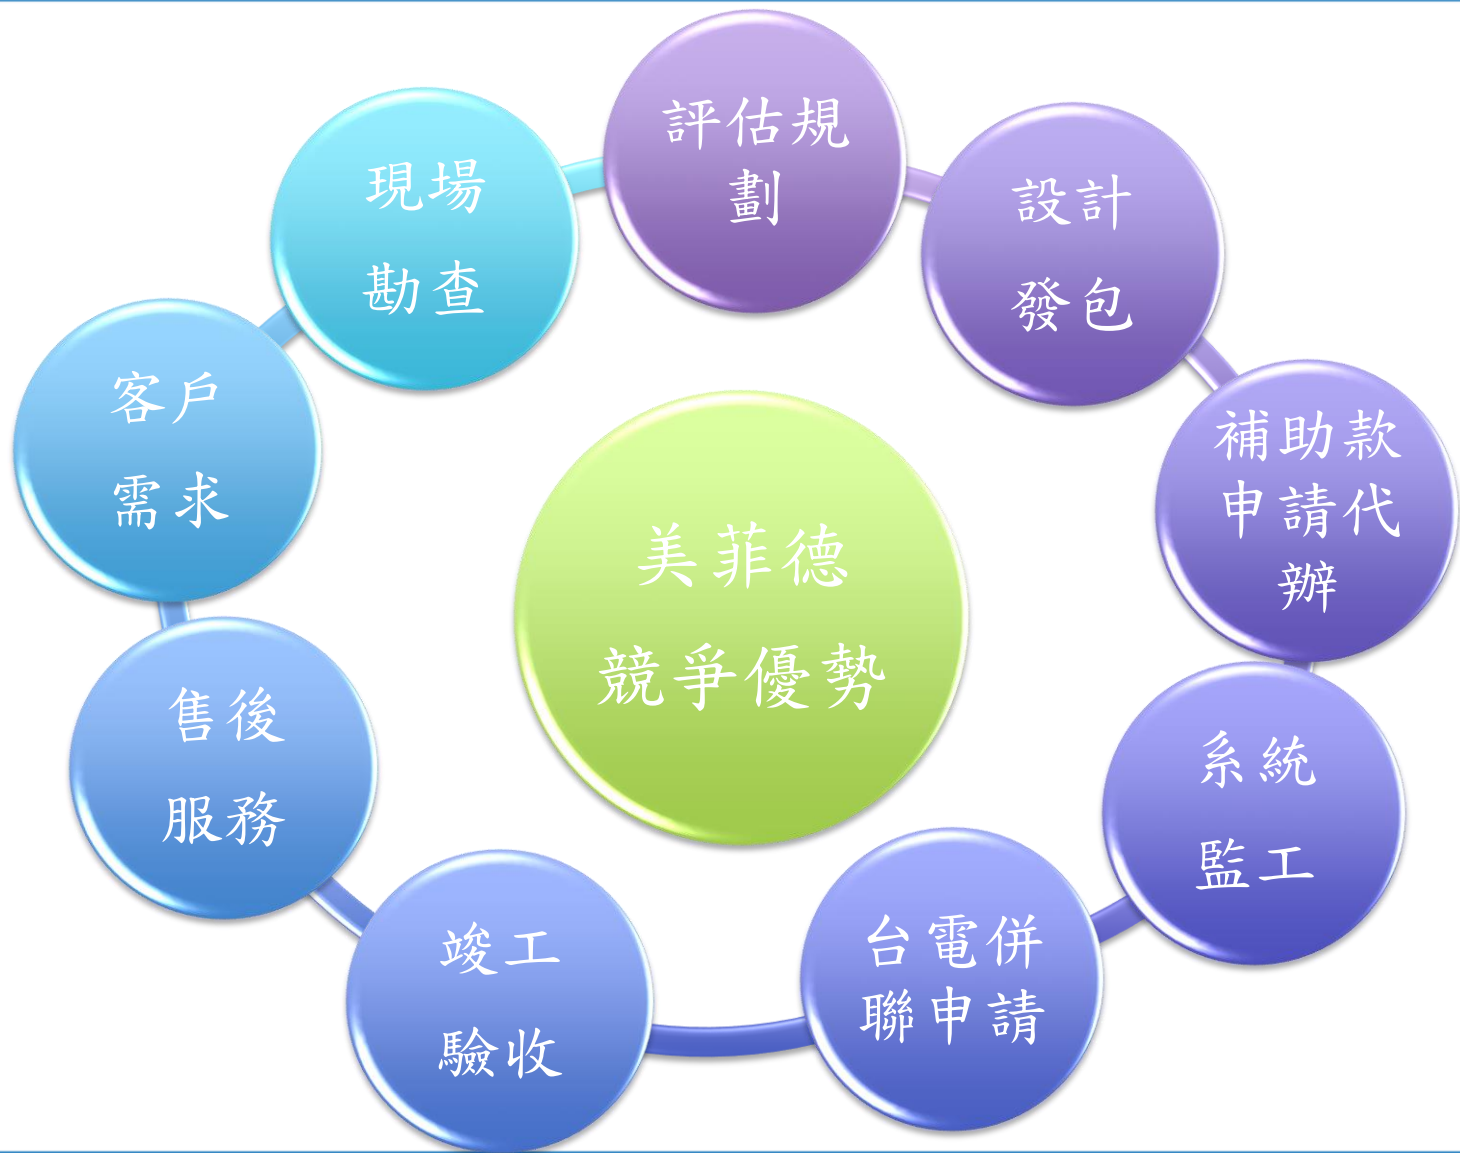 評估規
劃
設計
發包
補助款
申請代
辦
系統
監工
台電併
聯申請
竣工
驗收
售後
服務
客戶
需求
現場
勘查
美菲德
競爭優勢